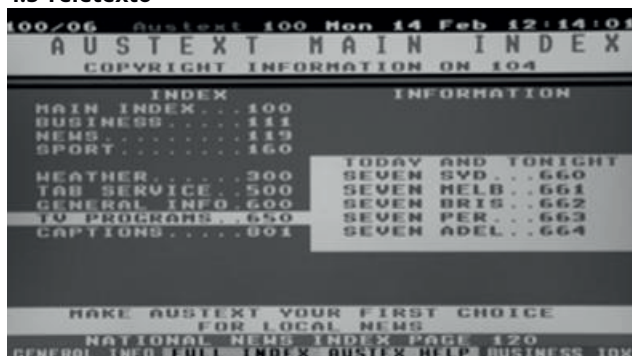 100/06 Austext 100 Mon 14 Feb 12:14:01
AUSTEXT MAIN INDEX
COPYRIGHT INFORMATION ON 104
INDEX
MAIN INDEX...100
BUSINESS.....111
NEWS.........119
SPORT........160
WEATHER......300
TAB SERVICE..500
GENERAL INFO.600
TV PROGRAMS..650
CAPTIONS.....801
INFORMATION
TODAY AND TONIGHT
SEVEN SYD...660
SEVEN MELB..661
SEVEN BRIS..662
SEVEN PER...663
SEVEN ADEL..664
MAKE AUSTEXT YOUR FIRST CHOICE
FOR LOCAL NEWS
NATIONAL NEWS INDEX PAGE 120
GENERAL INFO FULL INDEX AUSTEX HELP BUSINESS